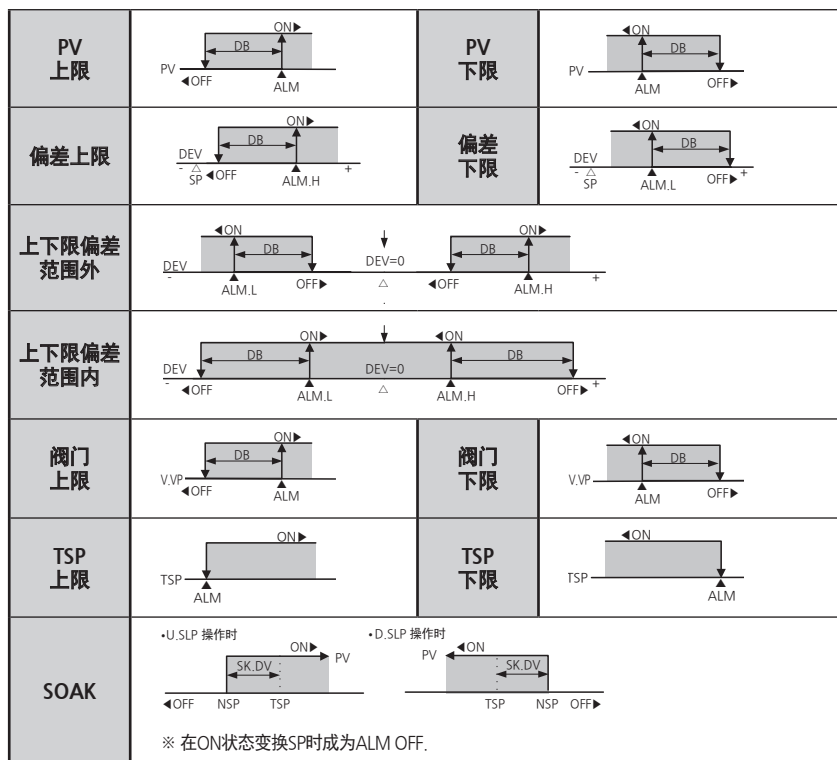 PV
上限
ON▶
DB
PV
◀OFF
ALM
PV
下限
◀ON
DB
PV
ALM
OFF▶
偏差上限
ON▶
DB
DEV
- △ SP ◀OFF
ALM.H
+
偏差
下限
◀ON
DB
DEV
- △ SP
ALM.L
OFF▶ +
上下限偏差
范围外
◀ON
ON▶
DB
DEV=0
DB
DEV
-
ALM.L
OFF▶
△
◀OFF
ALM.H
+
上下限偏差
范围内
ON▶
◀ON
DB
DEV=0
DB
DEV
- ◀OFF
ALM.L
△
ALM.H
OFF▶ +
阀门
上限
ON▶
DB
V.VP
◀OFF
ALM
阀门
下限
◀ON
DB
V.VP
ALM
OFF▶
TSP
上限
ON▶
TSP
ALM
TSP
下限
◀ON
TSP
ALM
SOAK
•U.SLP 操作时
ON▶
PV
SK.DV
◀OFF NSP TSP
•D.SLP 操作时
PV
◀ON
SK.DV
TSP NSP OFF▶
※ 在ON状态变换SP时成为ALM OFF.